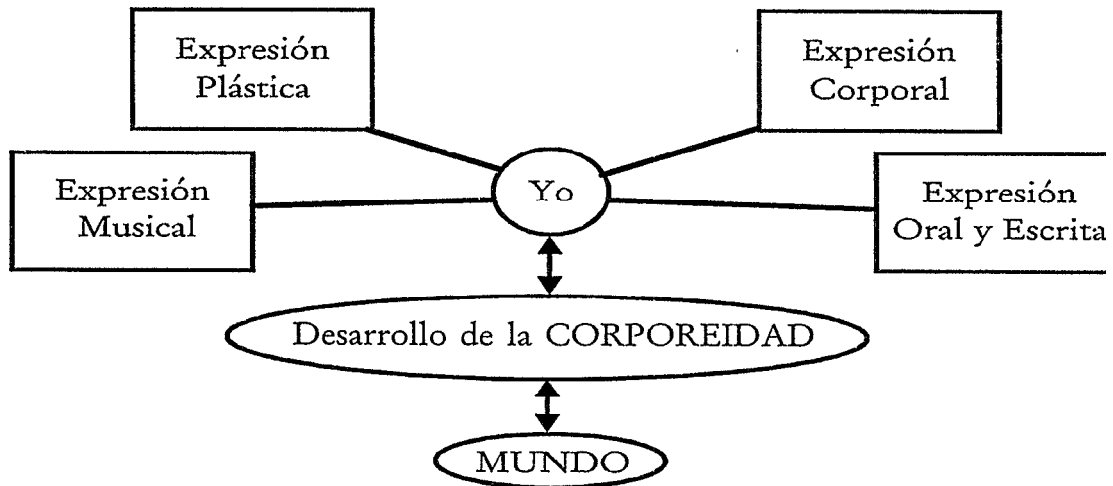 Expresión
Plástica
Expresión
Corporal
Expresión
Musical
Yo
Expresión
Oral y Escrita
Desarrollo de la CORPOREIDAD
MUNDO